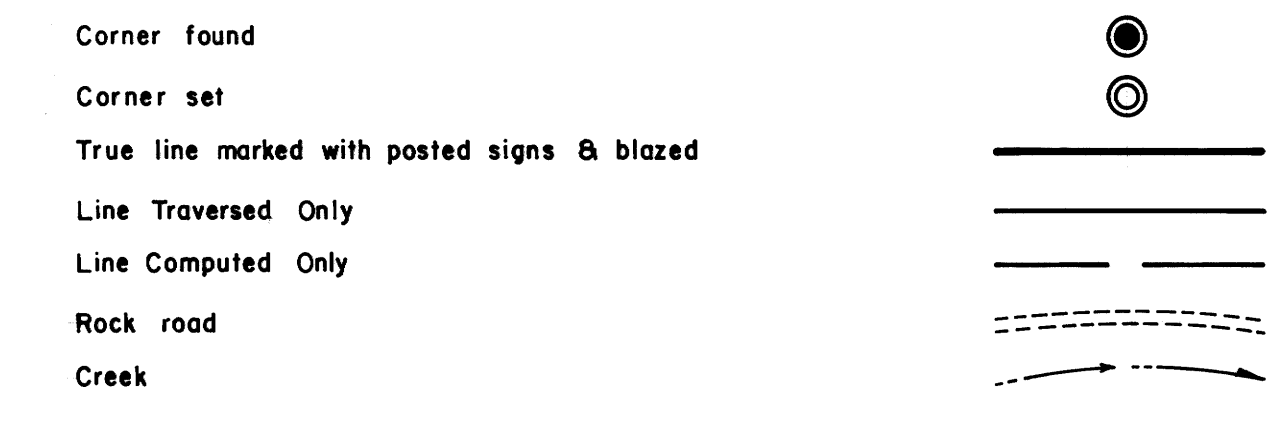 Corner found
Corner set
True line marked with posted signs & blazed
Line Traversed Only
Line Computed Only
Rock road
Creek